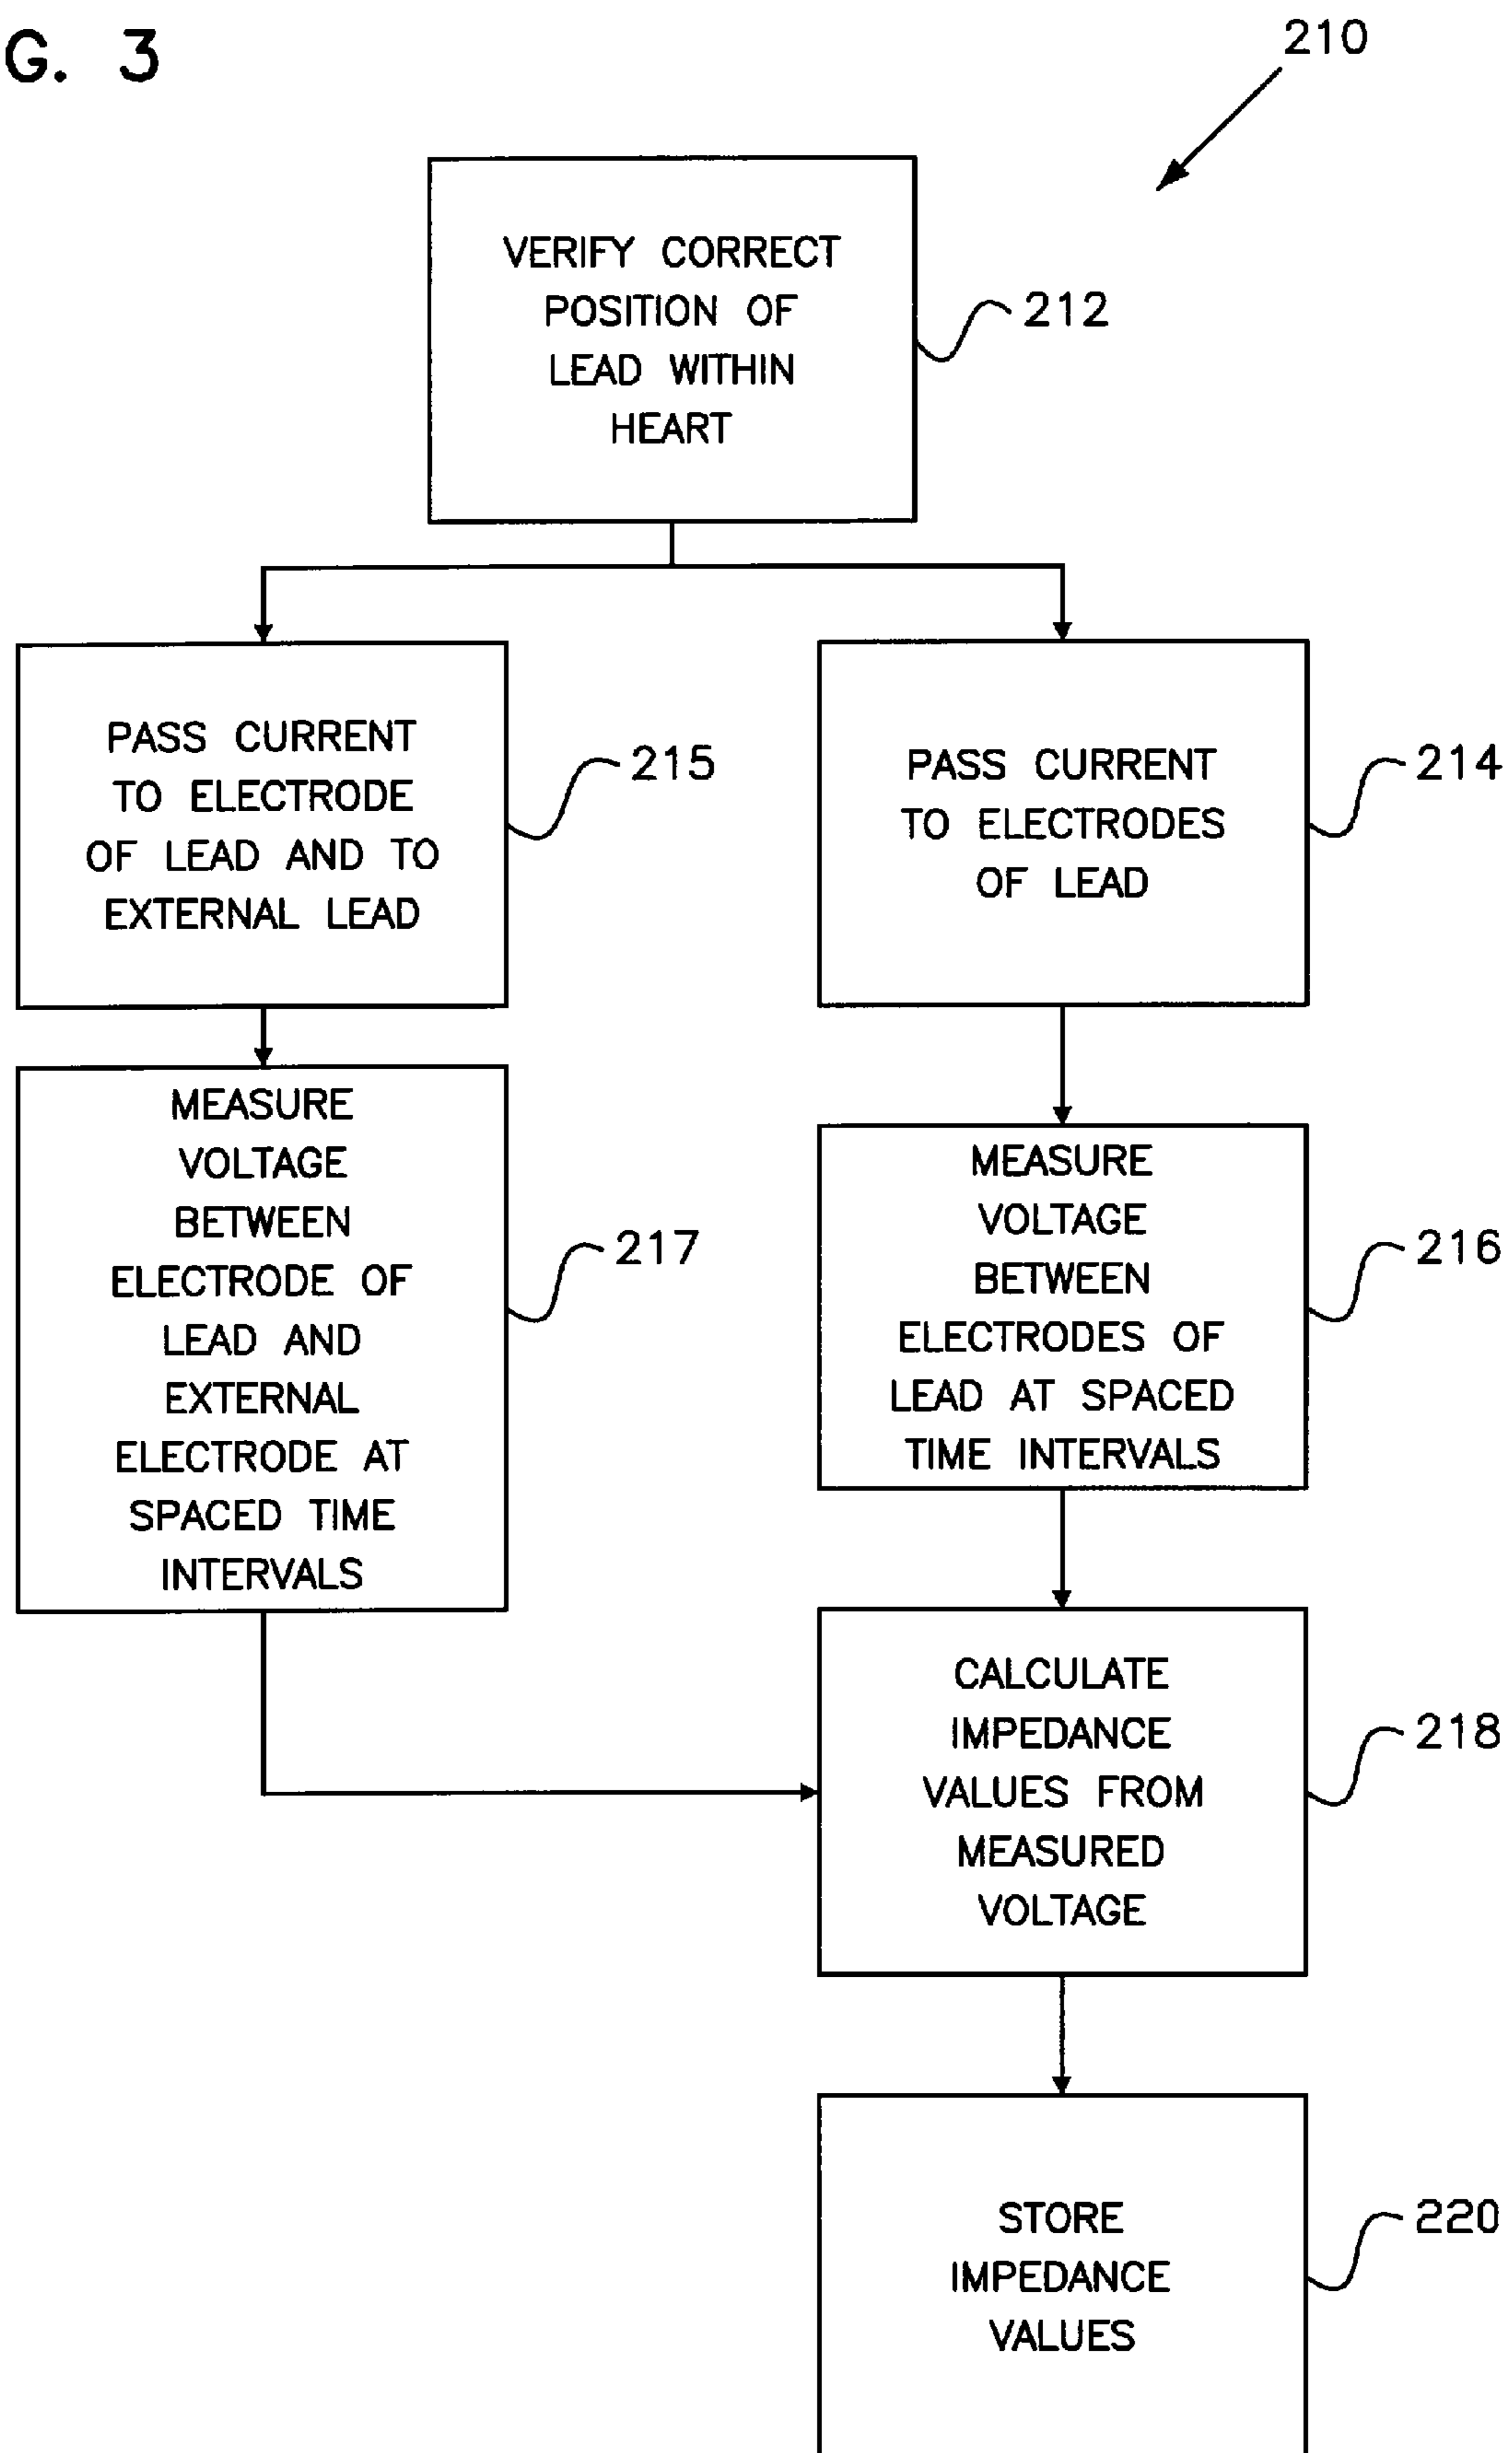 G. 3
210
VERIFY CORRECT
POSITION OF
LEAD WITHIN
HEART
212
PASS CURRENT
TO ELECTRODE
OF LEAD AND TO
EXTERNAL LEAD
215
PASS CURRENT
TO ELECTRODES
OF LEAD
214
MEASURE
VOLTAGE
BETWEEN
ELECTRODE OF
LEAD AND
EXTERNAL
ELECTRODE AT
SPACED TIME
INTERVALS
217
MEASURE
VOLTAGE
BETWEEN
ELECTRODES OF
LEAD AT SPACED
TIME INTERVALS
216
CALCULATE
IMPEDANCE
VALUES FROM
MEASURED
VOLTAGE
218
STORE
IMPEDANCE
VALUES
220